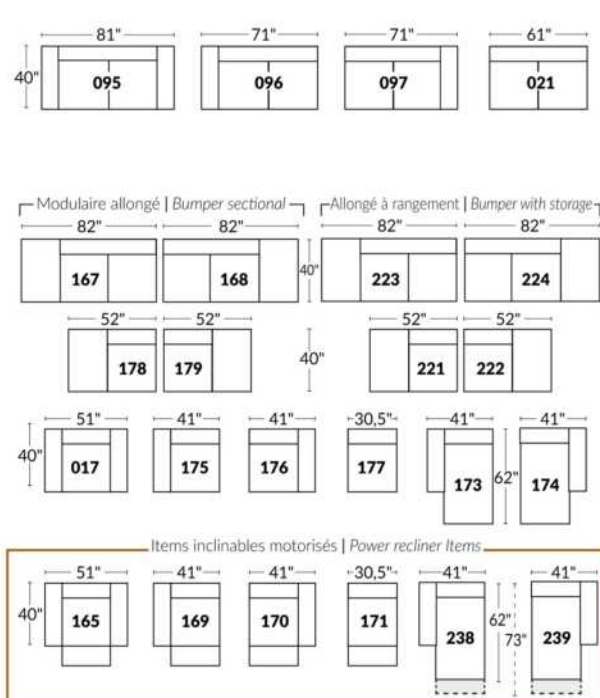 81" 71" 71" 61"
40" 095 096 097 021
Modulaire allongé | Bumper sectional Allongé à rangement | Bumper with storage
82" 82" 82" 82"
167 168 40" 223 224
52" 52" 52" 52"
178 179 40" 221 222
51" 41" 41" 30,5" 41" 41"
40" 017 175 176 177 173 62" 174
Items inclinables motorisés | Power recliner Items
51" 41" 41" 30,5" 41" 41"
40" 165 169 170 171 238 62" 73" 239